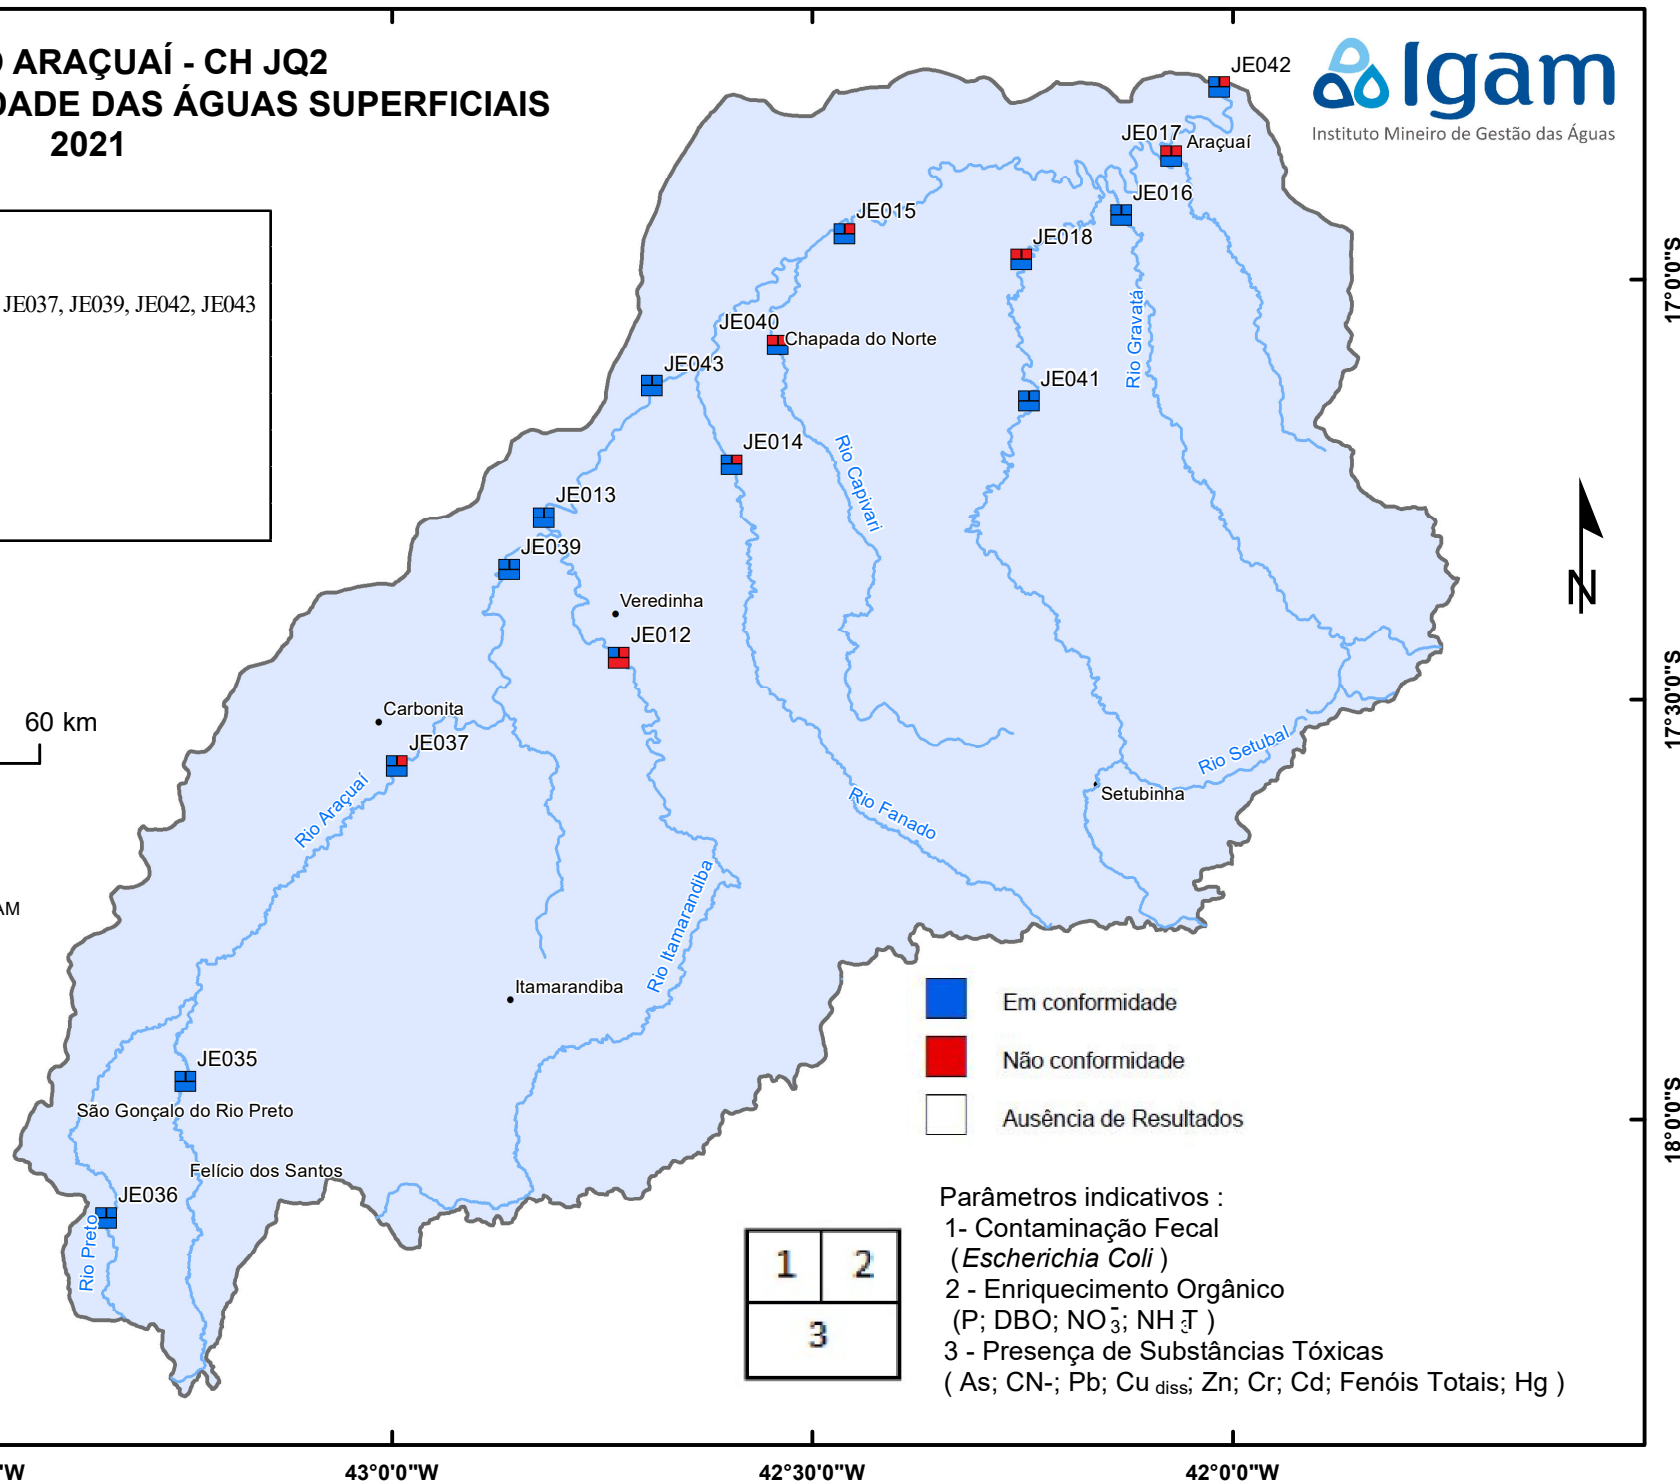 ARAÇUAÍ - CH JQ2
DADE DAS ÁGUAS SUPERFICIAIS
2021
Igam
Instituto Mineiro de Gestão das Águas
JE037, JE039, JE042, JE043
JE042
JE017
Araçuaí
JE016
JE015
JE018
JE040
Chapada do Norte
Rio Gravatá
JE043
JE041
JE014
Rio Capivari
JE013
JE039
Veredinha
JE012
Carbonita
JE037
60 km
Rio Araçuaí
Rio Setubal
Setubinha
Rio Fanado
Rio Itamarandiba
AM
Itamarandiba
JE035
São Gonçalo do Rio Preto
Felício dos Santos
JE036
Rio Preto
N
17°0'0"S
17°30'0"S
18°0'0"S
Em conformidade
Não conformidade
Ausência de Resultados
1 2
3
Parâmetros indicativos :
1- Contaminação Fecal
(Escherichia Coli )
2 - Enriquecimento Orgânico
(P; DBO; NO3-; NH3T )
3 - Presença de Substâncias Tóxicas
( As; CN-; Pb; Cu diss; Zn; Cr; Cd; Fenóis Totais; Hg )
"W
43°0'0"W
42°30'0"W
42°0'0"W